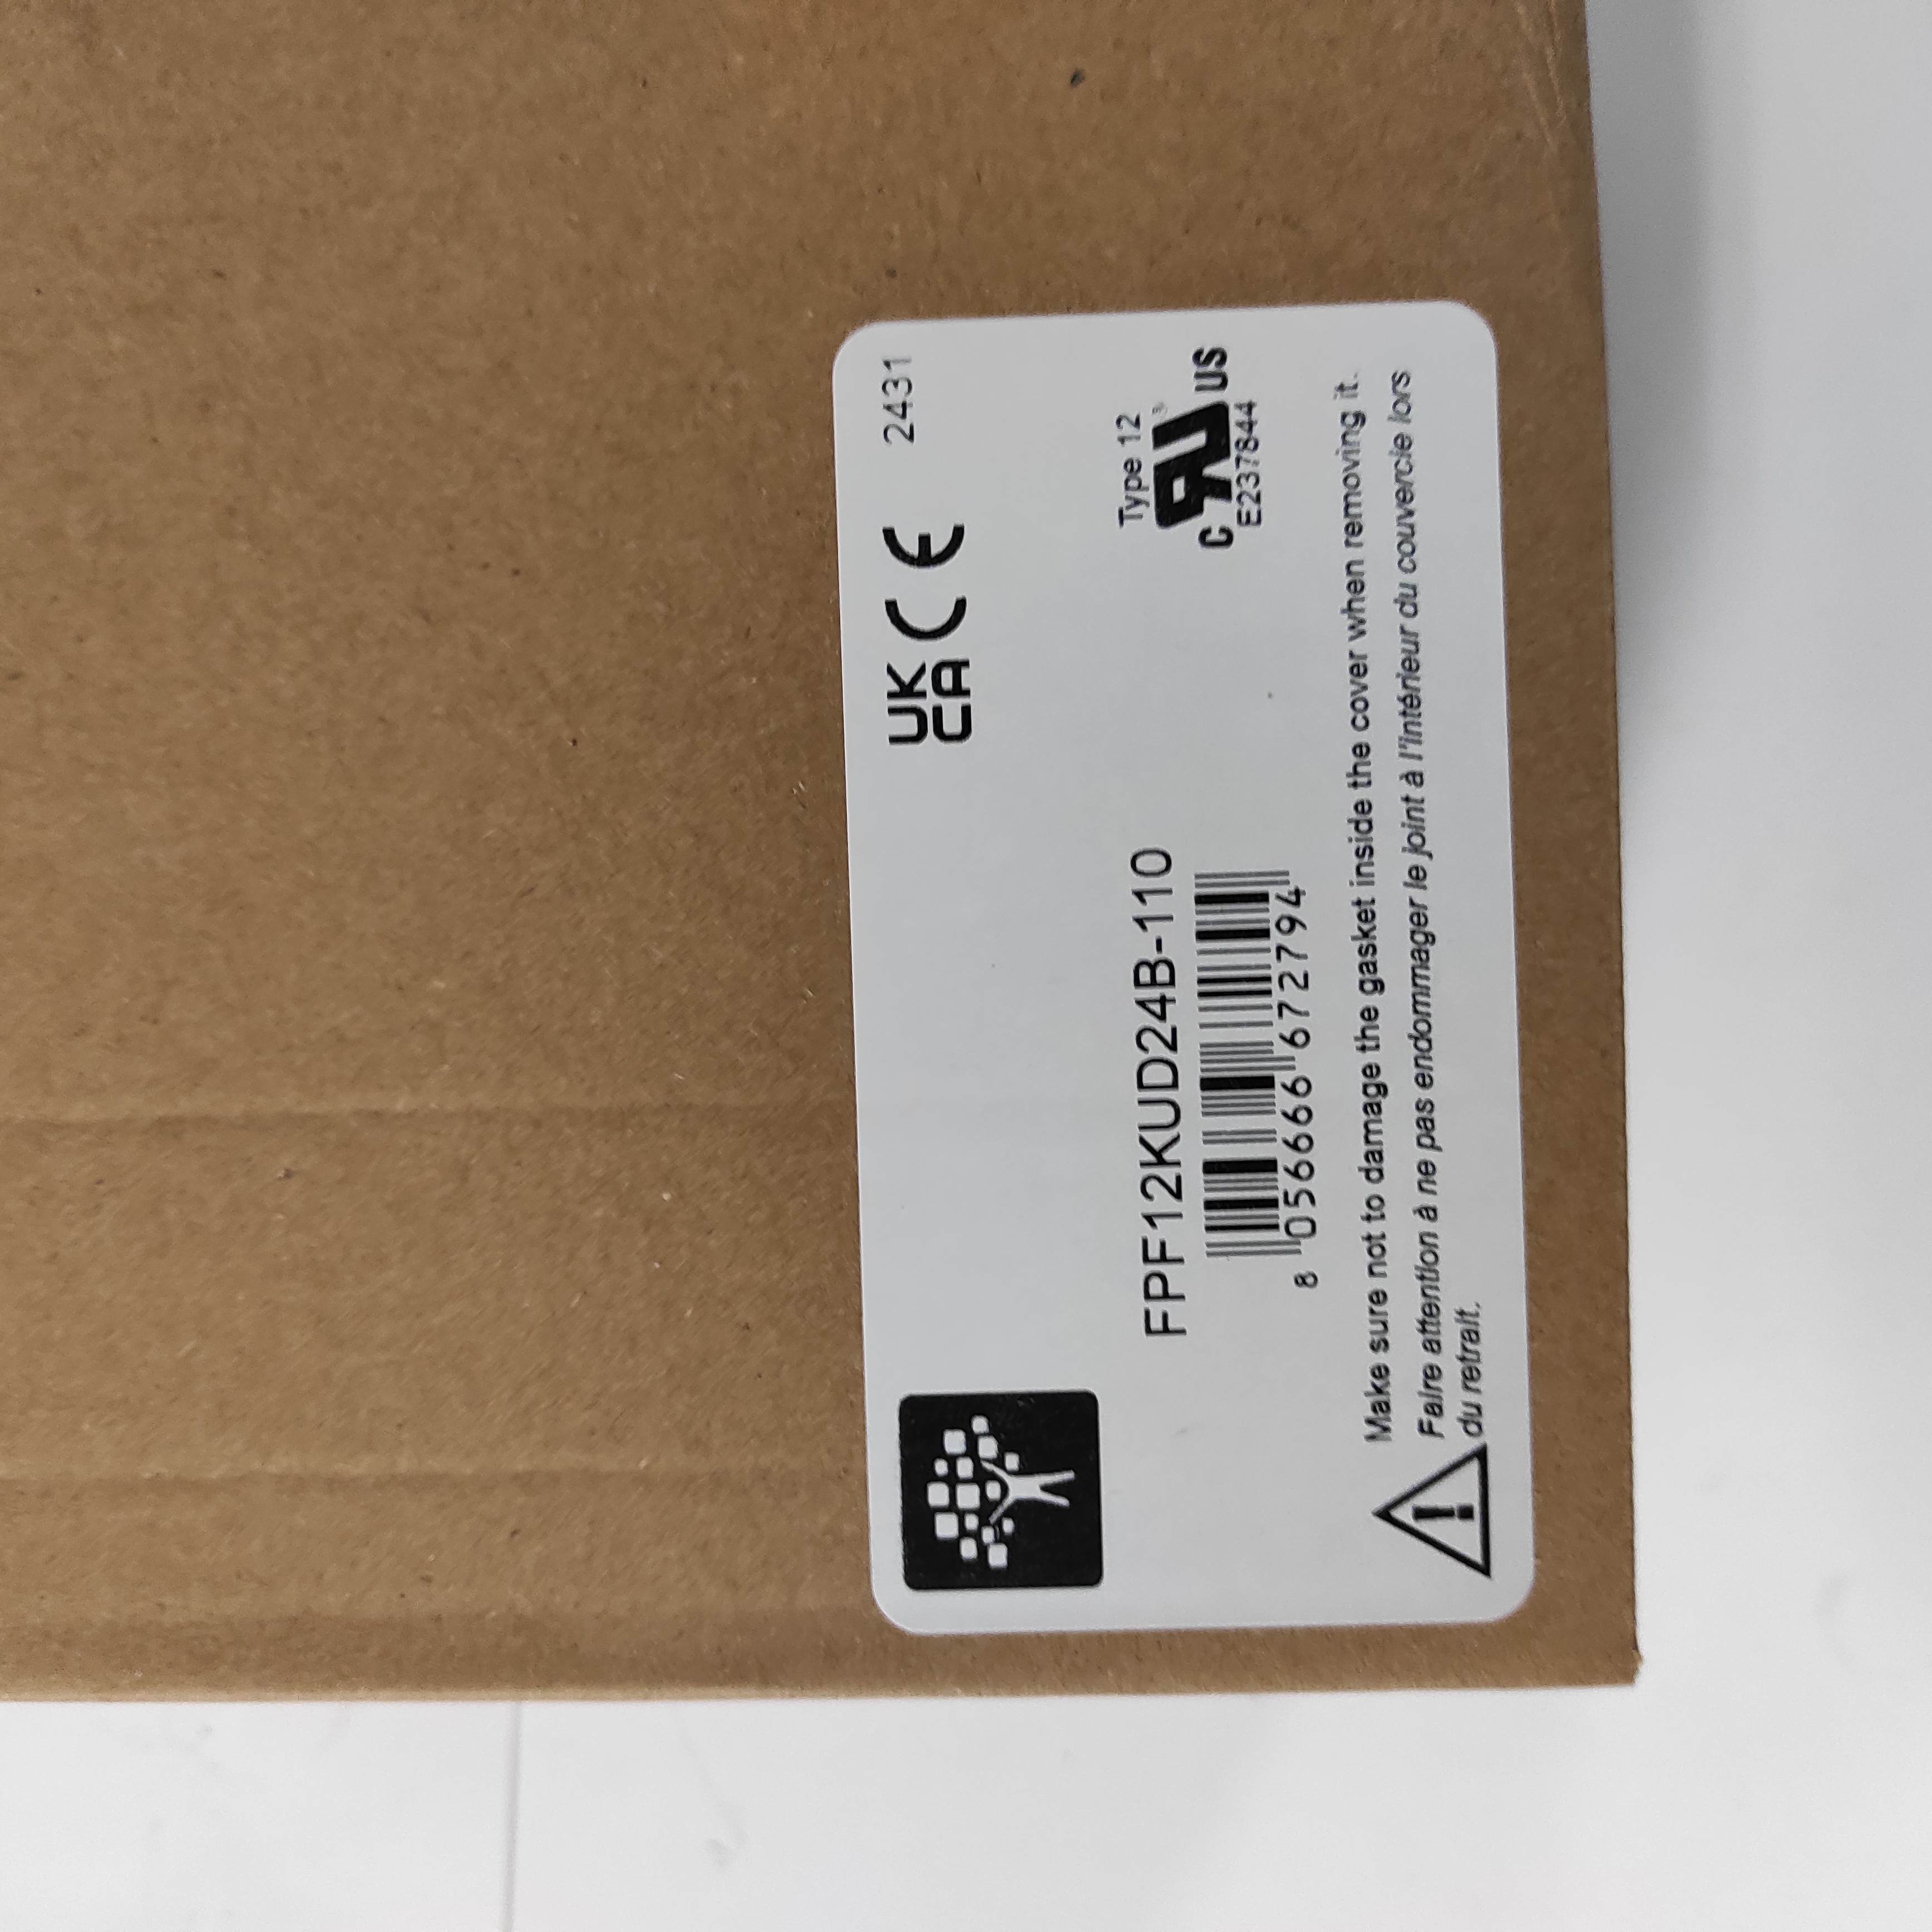 2431
UK
CA CE
Type 12
FPF12KUD24B-110
c RU US
E237844
8 056666 672794
Make sure not to damage the gasket inside the cover when removing it.
Faire attention à ne pas endommager le joint à l'intérieur du couvercle lors
du retrait.